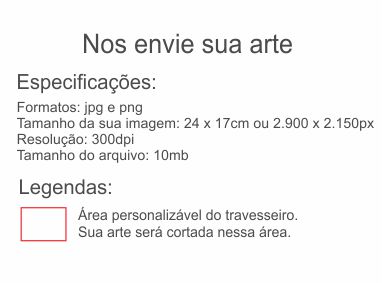 Nos envie sua arte
Especificações:
Formatos: jpg e png
Tamanho da sua imagem: 24 x 17cm ou 2.900 x 2.150px
Resolução: 300dpi
Tamanho do arquivo: 10mb
Legendas:
Área personalizável do travesseiro.
Sua arte será cortada nessa área.